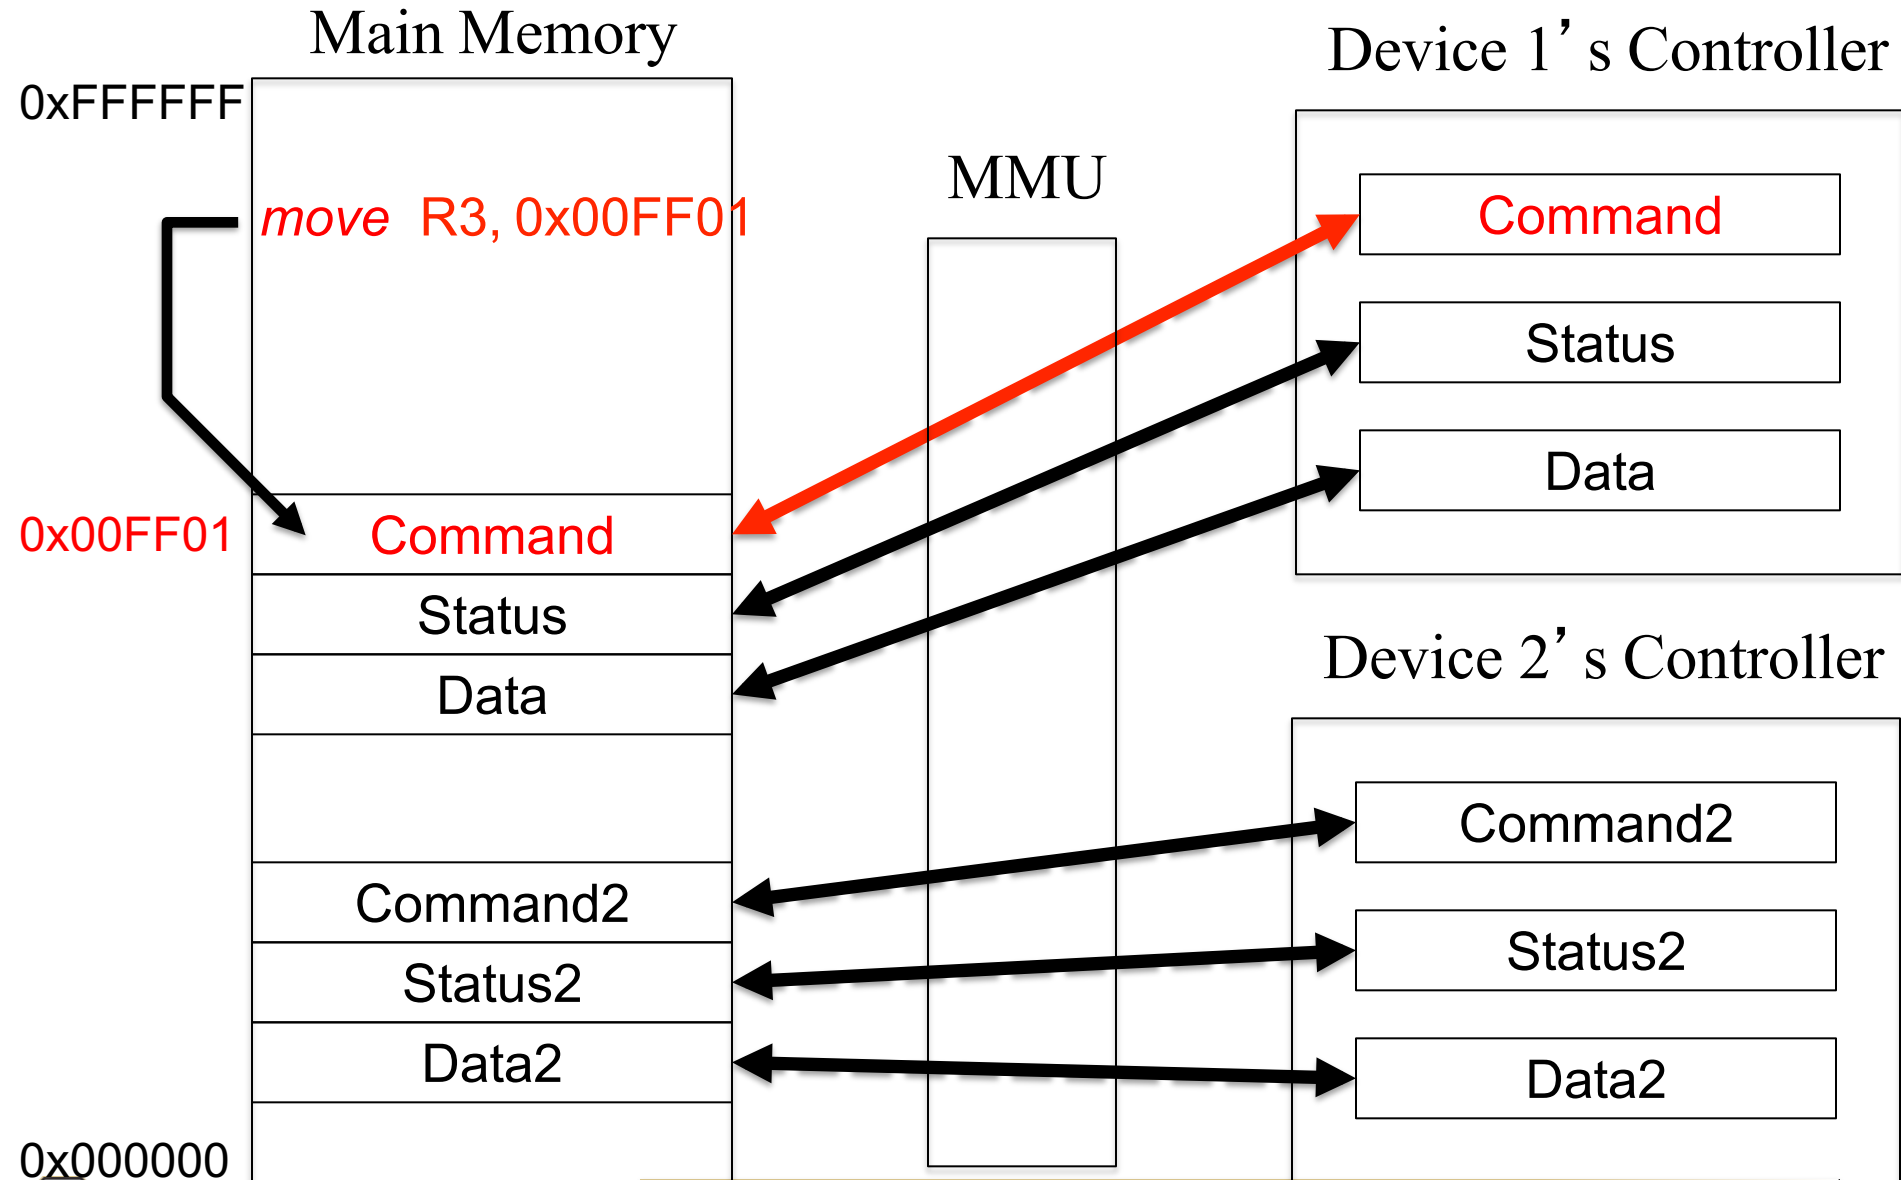 Main Memory
0xFFFFFF
move R3, 0x00FF01
0x00FF01
Command
Status
Data
Command2
Status2
Data2
0x000000
MMU
Device 1’s Controller
Command
Status
Data
Device 2’s Controller
Command2
Status2
Data2